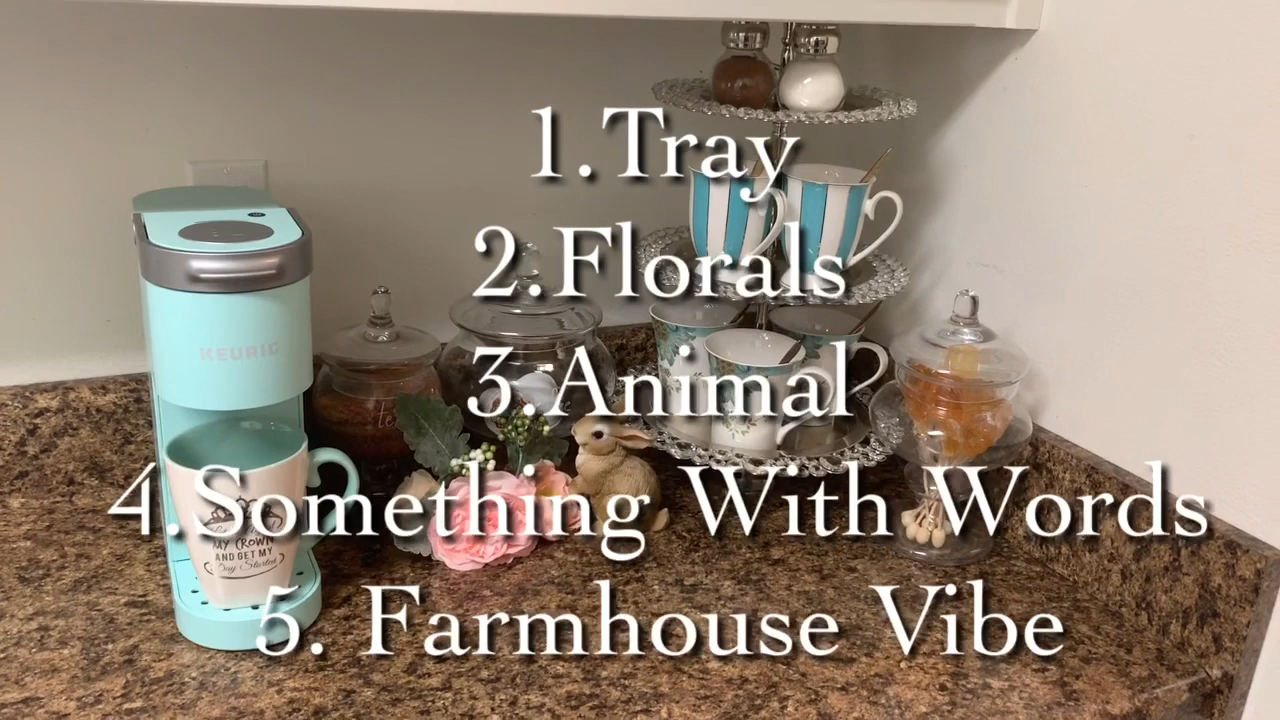 1.Tray
2.Florals
3.Animal
4.Something With Words
5. Farmhouse Vibe
KEURIG
tea
MY CROWN
AND GET MY
Day Started